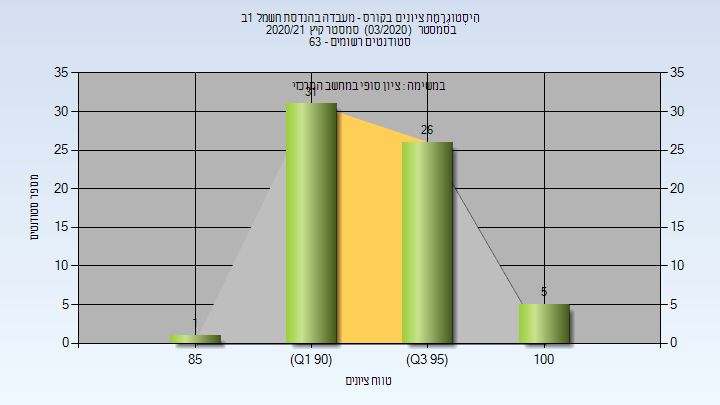 הִיסְטוֹגְרָמַת ציונים בקורס - מעבדה בהנדסת חשמל 1ב
בסמסטר (03/2020) סמסטר קיץ 2020/21
סטודנטים רשומים - 63
במשימה : ציון סופי במחשב המרכזי
35
30
25
20
15
10
5
0
35
30
25
20
15
10
5
0
1
31
26
5
85
(Q1 90)
(Q3 95)
100
מספר סטודנטים
טווח ציונים